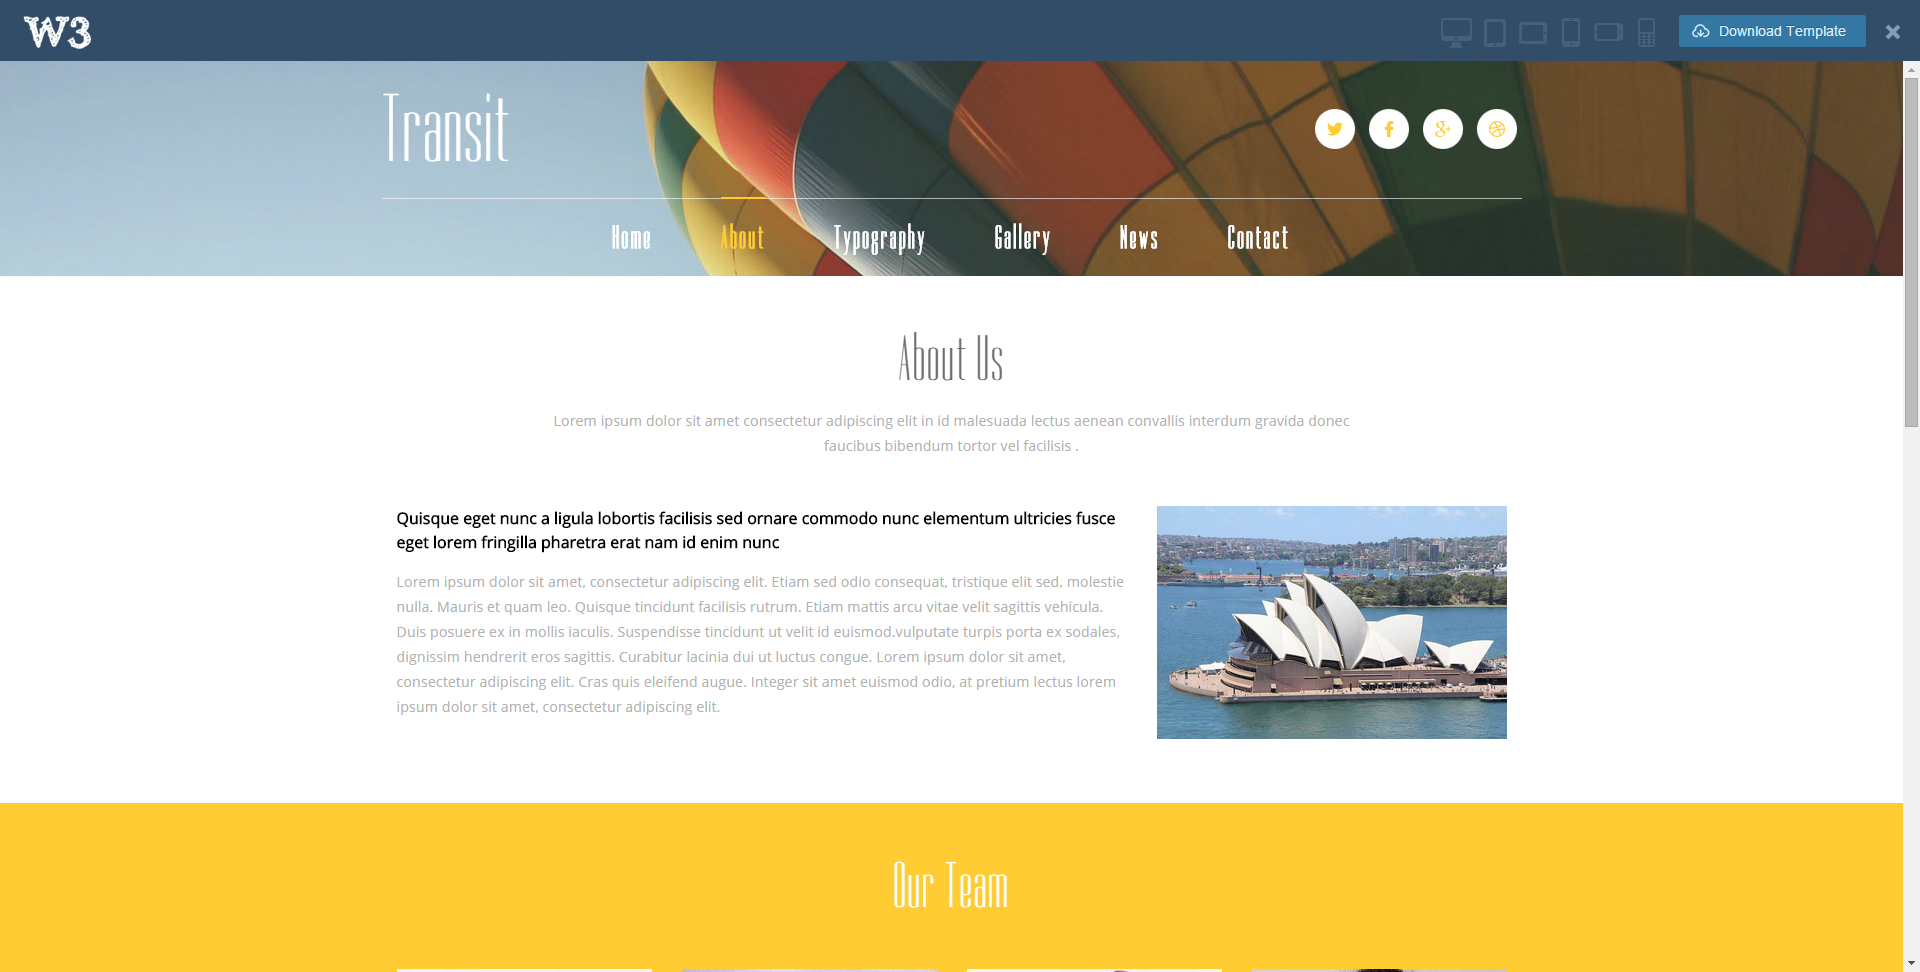 W3
Download Template
Transit
Home About Typography Gallery News Contact
About Us
Lorem ipsum dolor sit amet consectetur adipiscing elit in id malesuada lectus aenean convallis interdum gravida donec
faucibus bibendum tortor vel facilisis .
Quisque eget nunc a ligula lobortis facilisis sed ornare commodo nunc elementum ultricies fusce
eget lorem fringilla pharetra erat nam id enim nunc
Lorem ipsum dolor sit amet, consectetur adipiscing elit. Etiam sed odio consequat, tristique elit sed, molestie
nulla. Mauris et quam leo. Quisque tincidunt facilisis rutrum. Etiam mattis arcu vitae velit sagittis vehicula.
Duis posuere ex in mollis iaculis. Suspendisse tincidunt ut velit id euismod.vulputate turpis porta ex sodales,
dignissim hendrerit eros sagittis. Curabitur lacinia dui ut luctus congue. Lorem ipsum dolor sit amet,
consectetur adipiscing elit. Cras quis eleifend augue. Integer sit amet euismod odio, at pretium lectus lorem
ipsum dolor sit amet, consectetur adipiscing elit.
Our Team